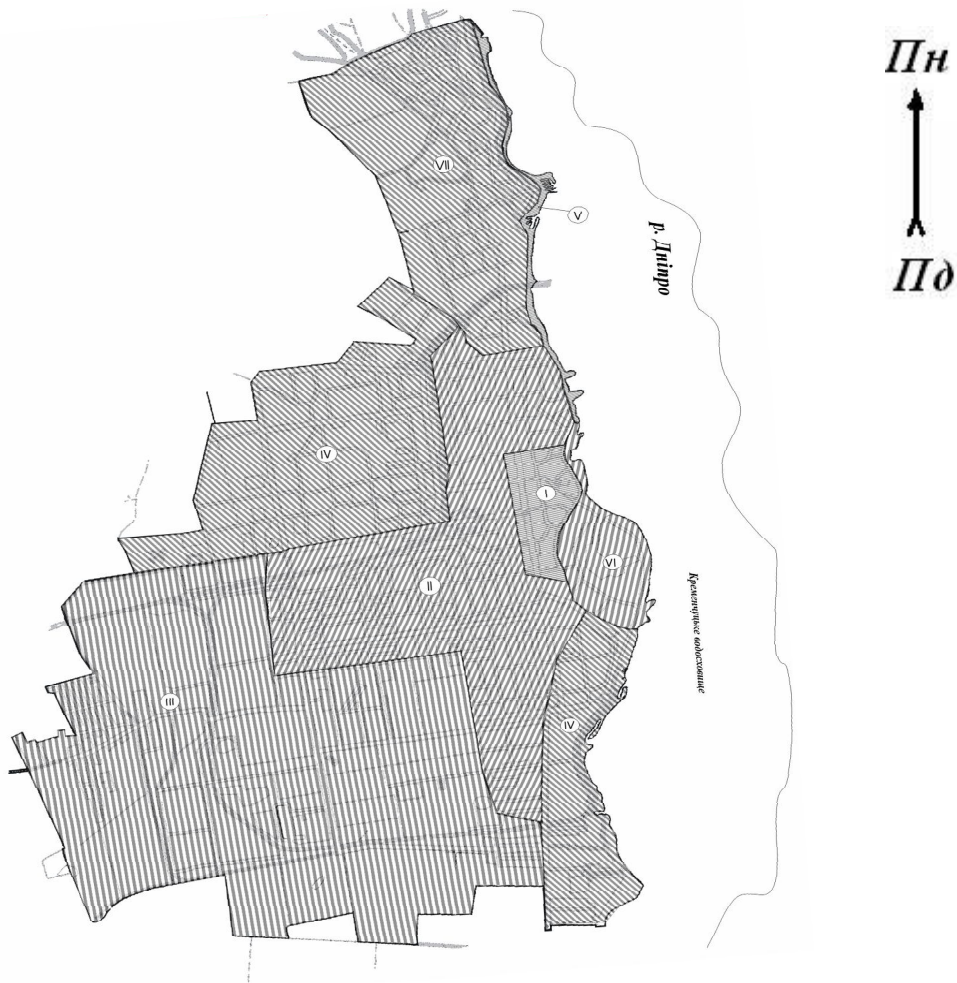 Пн
Пд
VII
V
р. Дніпро
IV
I
VI
II
Кременчуцьке водосховище
III
IV